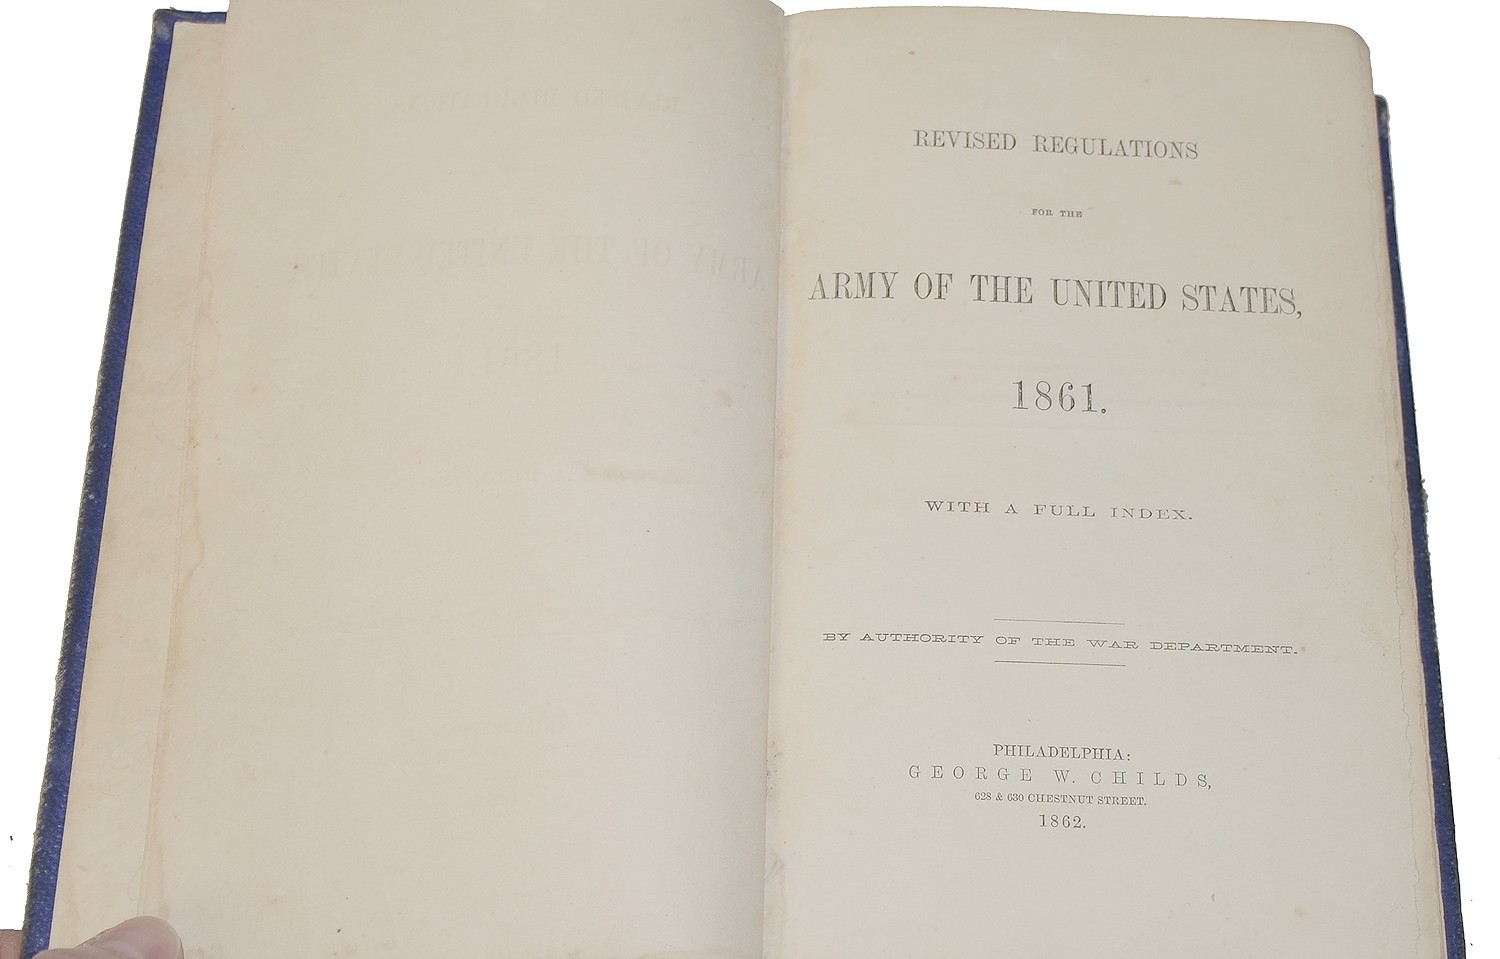 REVISED REGULATIONS
FOR THE
ARMY OF THE UNITED STATES,
1861.
WITH A FULL INDEX.
BY AUTHORITY OF THE WAR DEPARTMENT.
PHILADELPHIA:
GEORGE W. CHILDS,
628 & 630 CHESTNUT STREET.
1862.